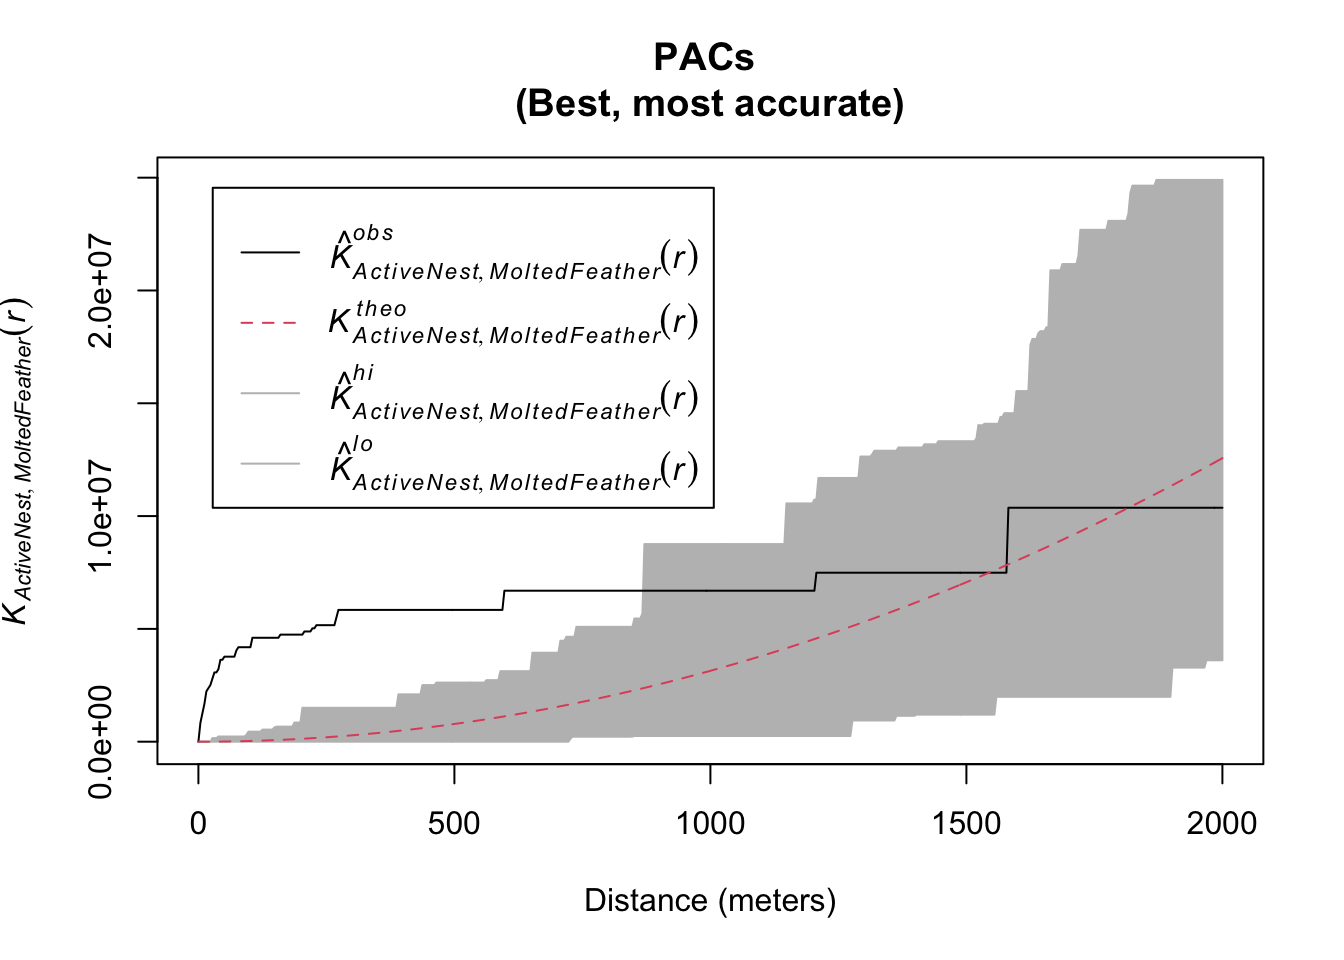 PACs
(Best, most accurate)
K̂^obs_ActiveNest, MoltedFeather(r)
K^theo_ActiveNest, MoltedFeather(r)
K̂^hi_ActiveNest, MoltedFeather(r)
K̂^lo_ActiveNest, MoltedFeather(r)
K_ActiveNest, MoltedFeather(r)
2.0e+07
1.0e+07
0.0e+00
0 500 1000 1500 2000
Distance (meters)